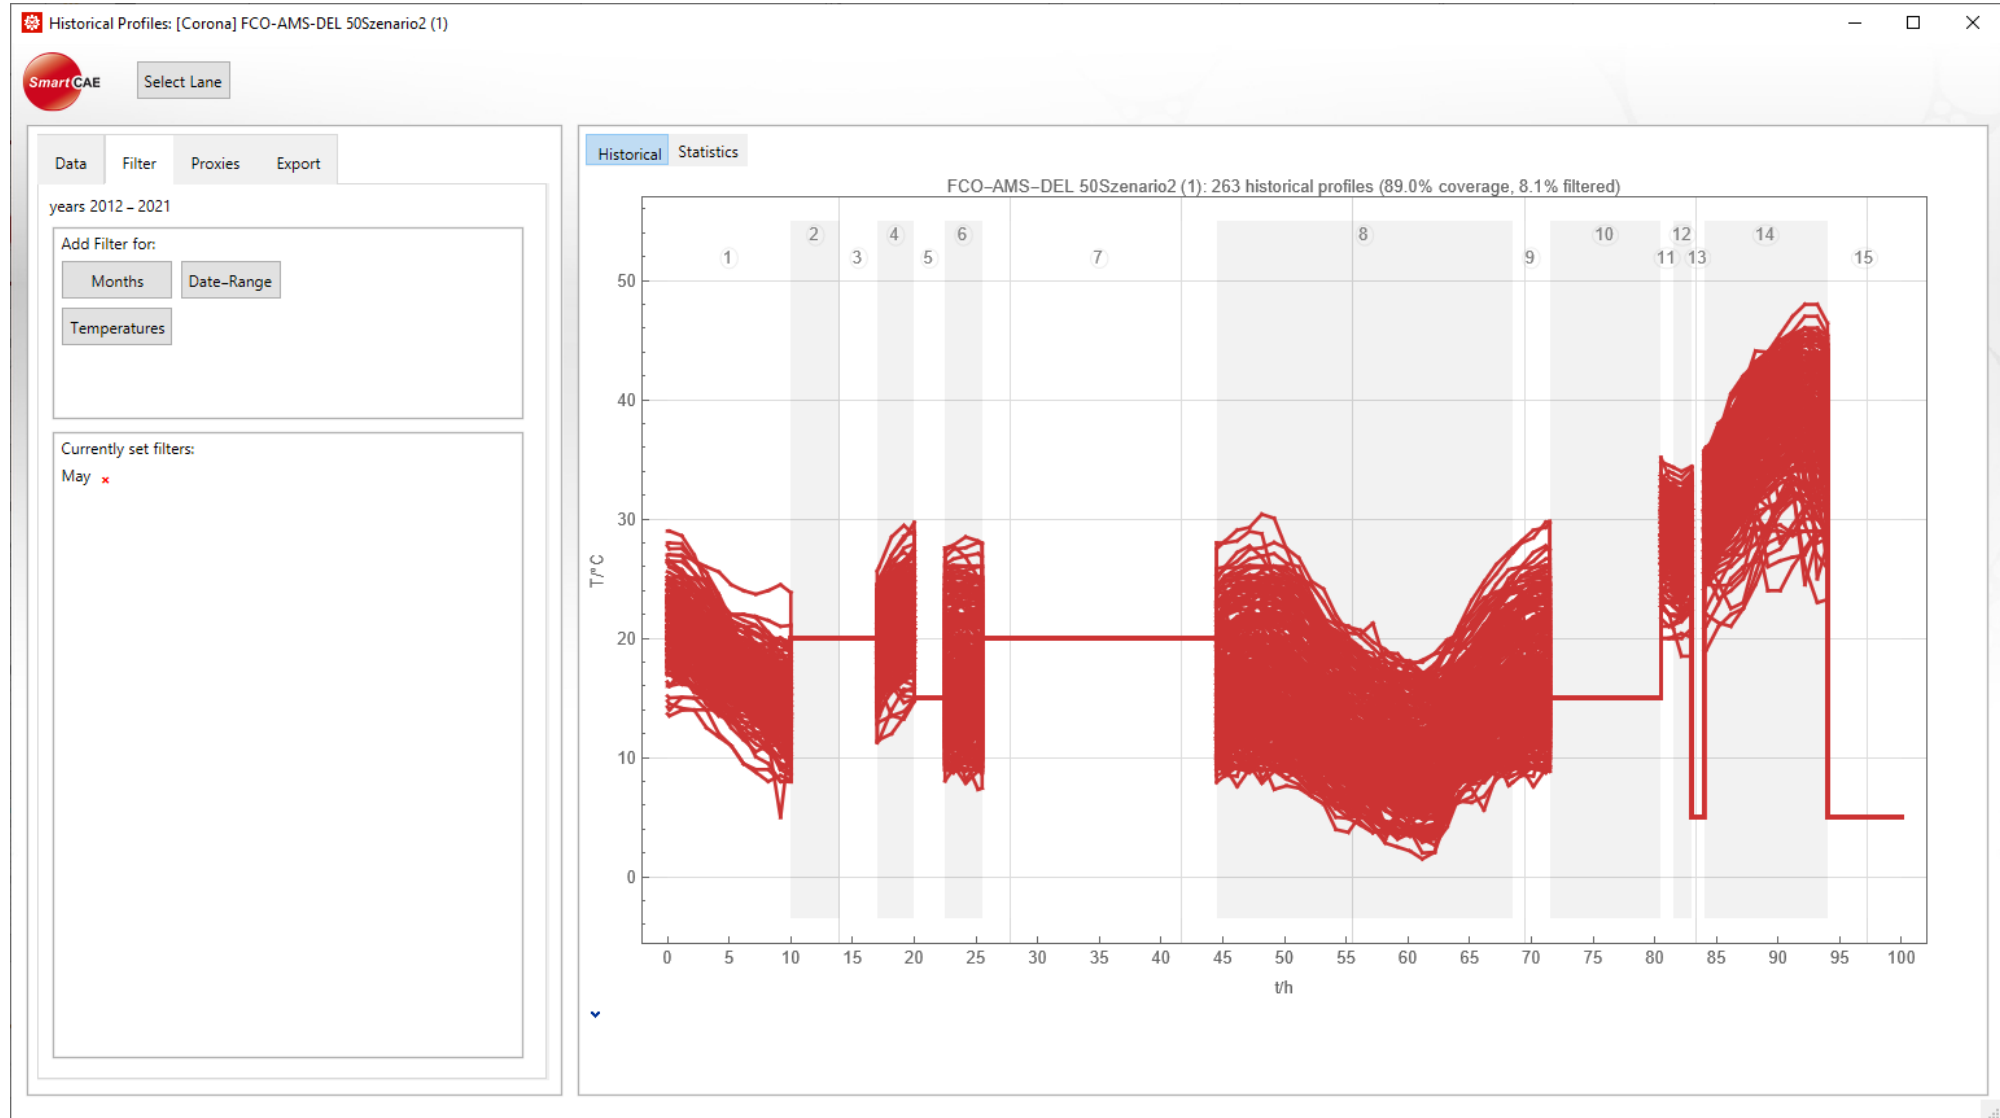 Historical Profiles: [Corona] FCO-AMS-DEL 50Szenario2 (1)
SmartCAE
Select Lane
Data Filter Proxies Export
years 2012 – 2021
Add Filter for:
Months Date–Range
Temperatures
Currently set filters:
May ×
Historical Statistics
FCO–AMS–DEL 50Szenario2 (1): 263 historical profiles (89.0% coverage, 8.1% filtered)
2 4 6 8 10 12 14
1 3 5 7 9 11 13 15
50
40
30
20
10
0
T/°C
0 5 10 15 20 25 30 35 40 45 50 55 60 65 70 75 80 85 90 95 100
t/h